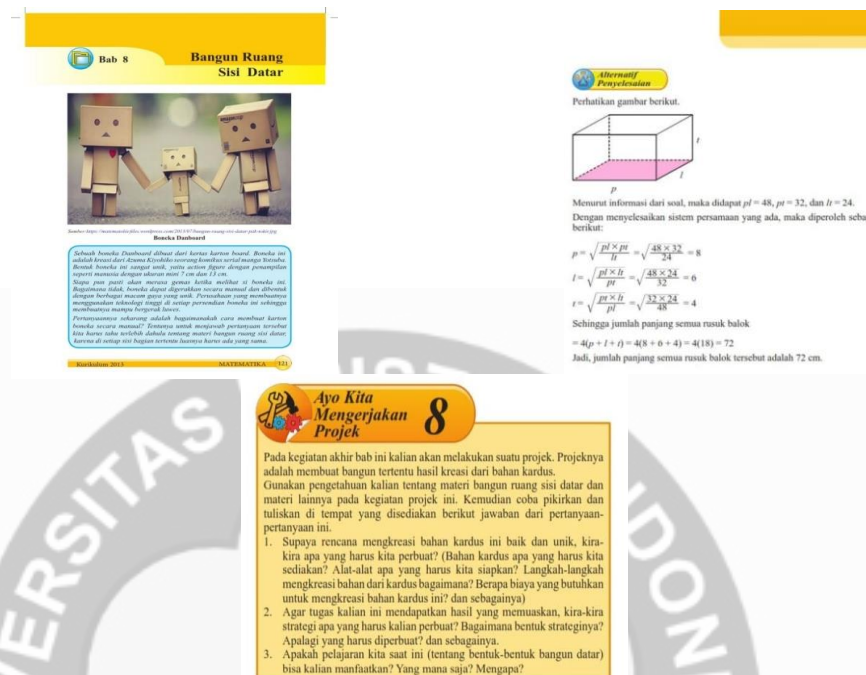 Bab 8
Bangun Ruang
Sisi Datar
Boneka Danboard
Sebuah boneka Danboard dibuat dari kertas karton board. Boneka ini
adalah kreasi dari Azuma Kiyohiko seorang komikus serial manga Yotsuba.
Bentuk boneka ini sangat unik, yaitu action figure dengan penampilan
seperti manusia dengan ukuran mini 7 cm dan 13 cm.
Siapa pun pasti akan merasa gemas ketika melihat si boneka ini.
Bagaimana tidak, boneka dapat digerakkan secara manual dan dibentuk
dengan berbagai macam gaya yang unik. Perusahaan yang membuatnya
menggunakan teknologi tinggi di setiap persendian boneka ini sehingga
membuatnya mampu bergerak luwes.
Pertanyaannya sekarang adalah bagaimanakah cara membuat karton
boneka secara manual? Tentunya untuk menjawab pertanyaan tersebut
kita harus tahu terlebih dahulu tentang materi bangun ruang sisi datar,
karena di setiap sisi bagian tertentu luasnya harus ada yang sama.
Kurikulum 2013 MATEMATIKA 121
Alternatif
Penyelesaian
Perhatikan gambar berikut.
t
l
p
Menurut informasi dari soal, maka didapat pl = 48, pt = 32, dan lt = 24.
Dengan menyelesaikan sistem persamaan yang ada, maka diperoleh seba
berikut:
p = √(pl × pt / lt) = √(48 × 32 / 24) = 8
l = √(pl × lt / pt) = √(48 × 24 / 32) = 6
t = √(pt × lt / pl) = √(32 × 24 / 48) = 4
Sehingga jumlah panjang semua rusuk balok
= 4(p + l + t) = 4(8 + 6 + 4) = 4(18) = 72
Jadi, jumlah panjang semua rusuk balok tersebut adalah 72 cm.
Ayo Kita
Mengerjakan
Projek 8
Pada kegiatan akhir bab ini kalian akan melakukan suatu projek. Projeknya
adalah membuat bangun tertentu hasil kreasi dari bahan kardus.
Gunakan pengetahuan kalian tentang materi bangun ruang sisi datar dan
materi lainnya pada kegiatan projek ini. Kemudian coba pikirkan dan
tuliskan di tempat yang disediakan berikut jawaban dari pertanyaan-
pertanyaan ini.
1. Supaya rencana mengkreasi bahan kardus ini baik dan unik, kira-
kira apa yang harus kita perbuat? (Bahan kardus apa yang harus kita
sediakan? Alat-alat apa yang harus kita siapkan? Langkah-langkah
mengkreasi bahan dari kardus bagaimana? Berapa biaya yang butuhkan
untuk mengkreasi bahan kardus ini? dan sebagainya)
2. Agar tugas kalian ini mendapatkan hasil yang memuaskan, kira-kira
strategi apa yang harus kalian perbuat? Bagaimana bentuk strateginya?
Apalagi yang harus diperbuat? dan sebagainya.
3. Apakah pelajaran kita saat ini (tentang bentuk-bentuk bangun datar)
bisa kalian manfaatkan? Yang mana saja? Mengapa?